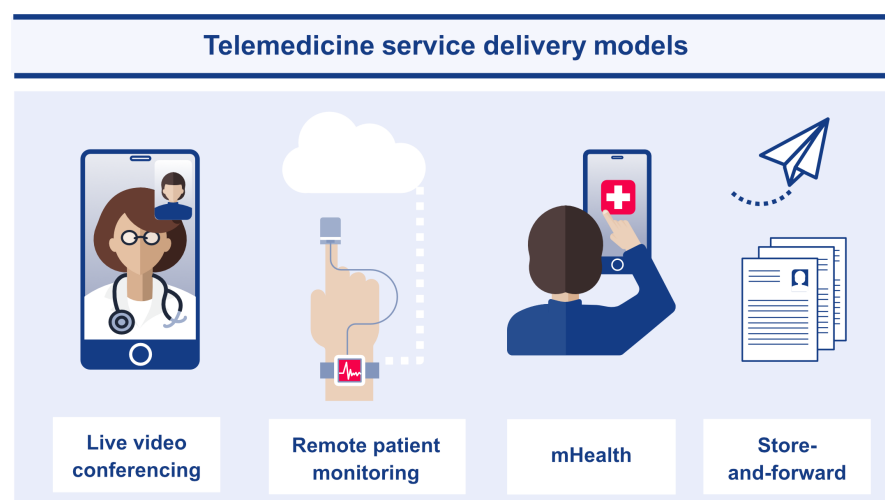 Telemedicine service delivery models
Live video
conferencing
Remote patient
monitoring
mHealth
Store-
and-forward